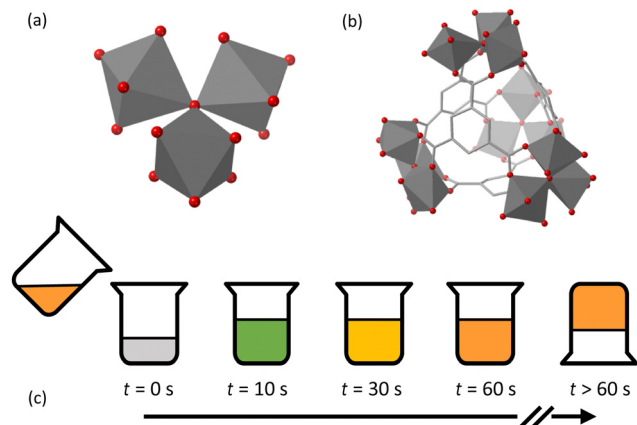 (a)
(b)
t = 0 s
t = 10 s
t = 30 s
t = 60 s
t > 60 s
(c)